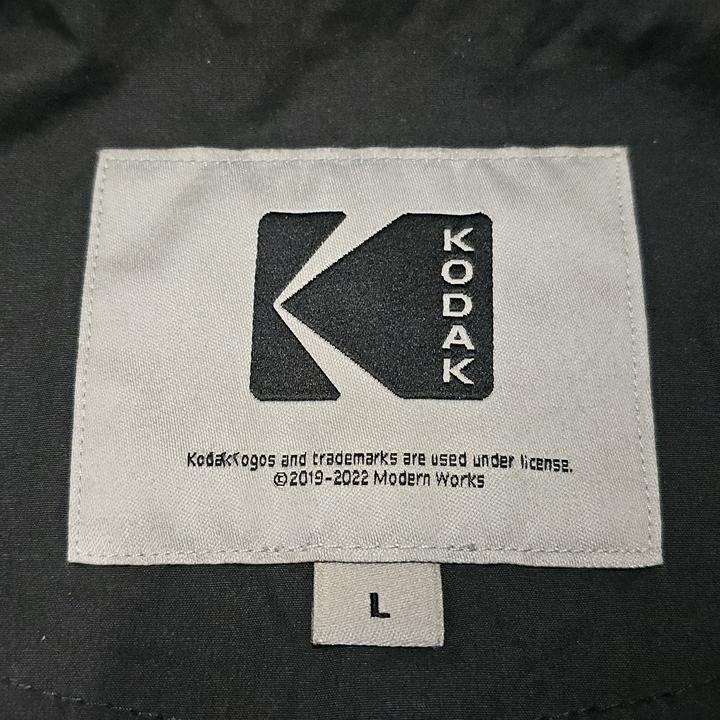 KODAK
Kodak logos and trademarks are used under license.
©2019-2022 Modern Works
L